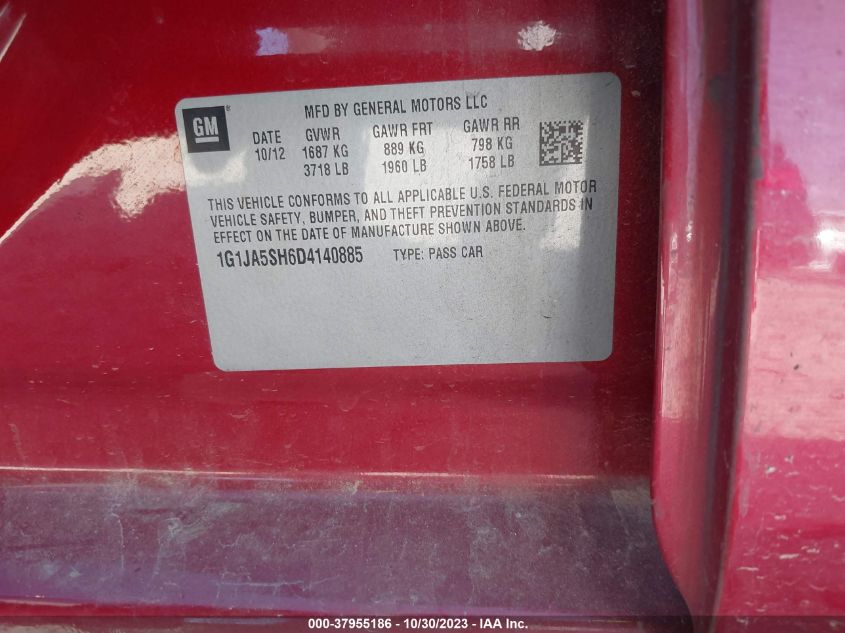 GM®
MFD BY GENERAL MOTORS LLC
DATE GVWR GAWR FRT GAWR RR
10/12 1687 KG 889 KG 798 KG
3718 LB 1960 LB 1758 LB
THIS VEHICLE CONFORMS TO ALL APPLICABLE U.S. FEDERAL MOTOR
VEHICLE SAFETY, BUMPER, AND THEFT PREVENTION STANDARDS IN
EFFECT ON THE DATE OF MANUFACTURE SHOWN ABOVE.
1G1JA5SH6D4140885 TYPE: PASS CAR
000-37955186 - 10/30/2023 - IAA Inc.